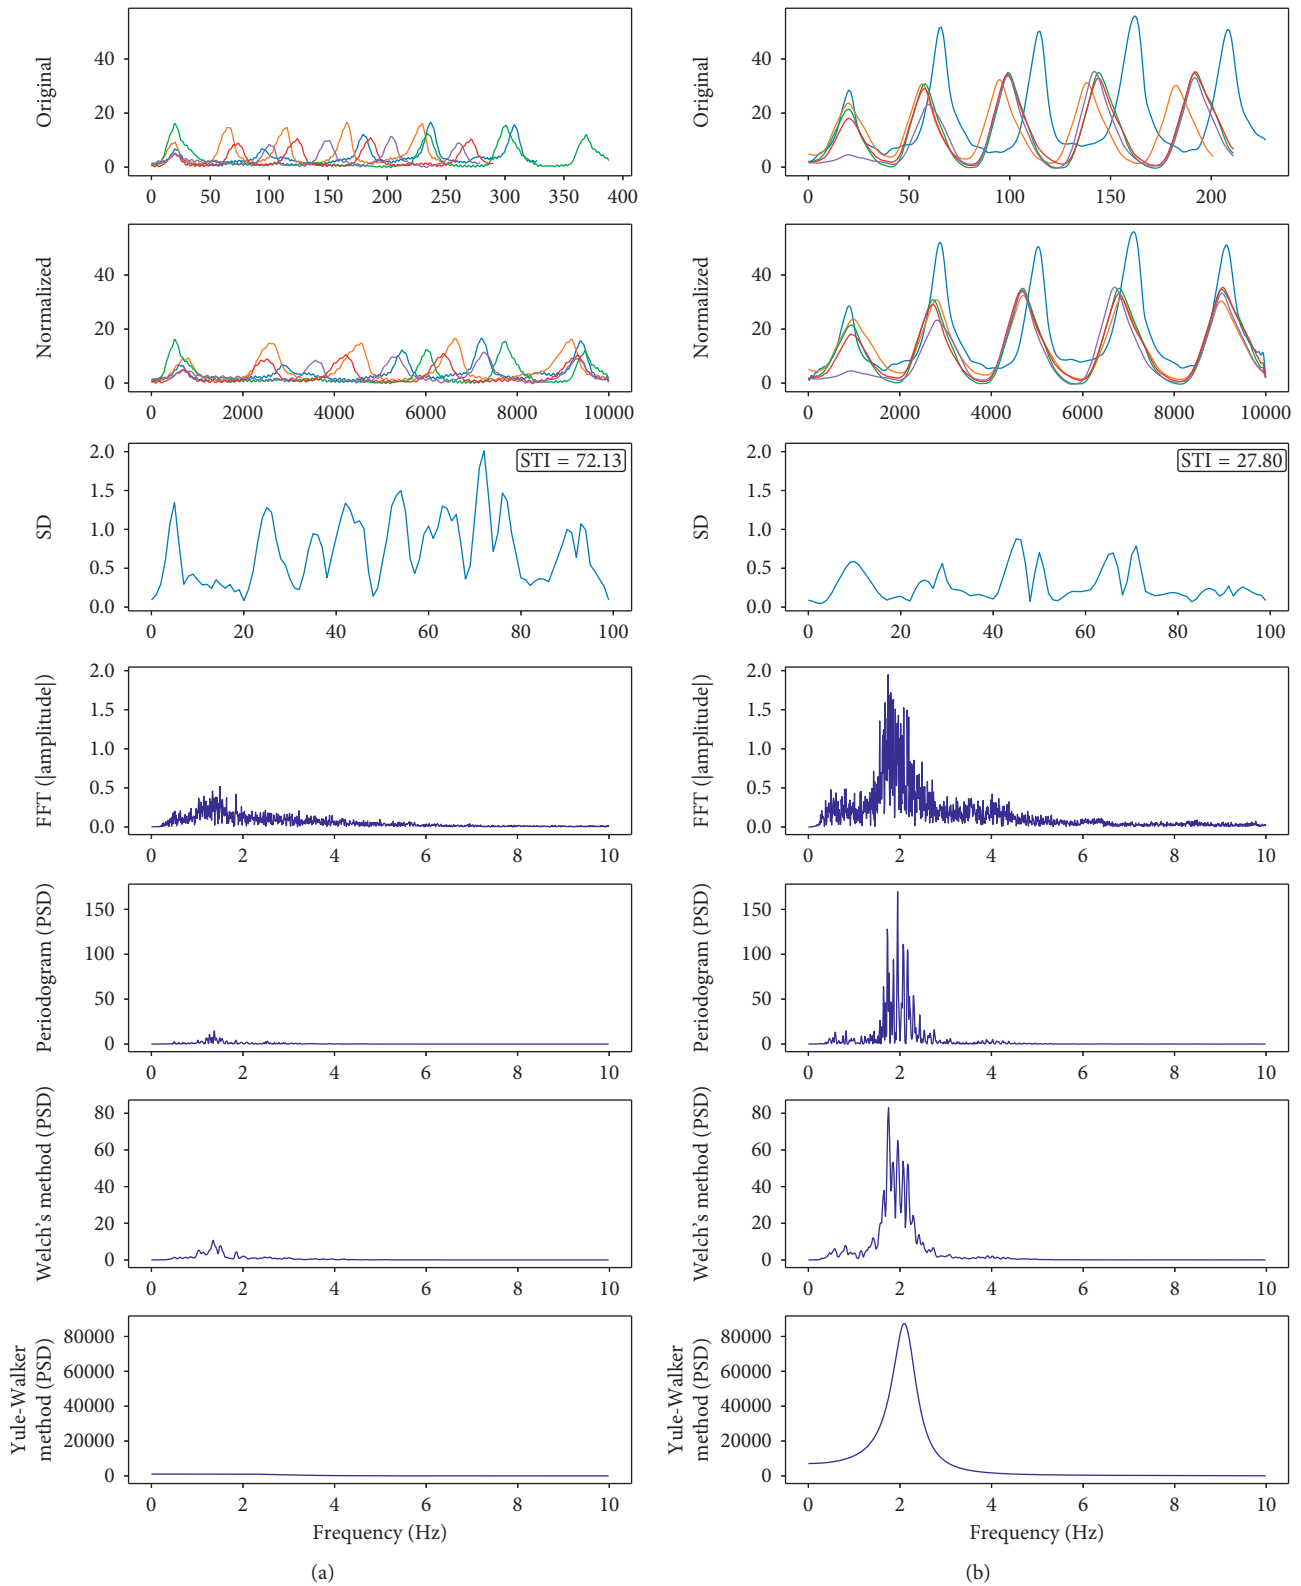 Original
40
20
0
0 50 100 150 200 250 300 350 400
Normalized
40
20
0
0 2000 4000 6000 8000 10000
SD
2.0
1.5
1.0
0.5
0.0
STI = 72.13
0 20 40 60 80 100
FFT (|amplitude|)
2.0
1.5
1.0
0.5
0.0
0 2 4 6 8 10
Periodogram (PSD)
150
100
50
0
0 2 4 6 8 10
Welch's method (PSD)
80
60
40
20
0
0 2 4 6 8 10
Yule-Walker
method (PSD)
80000
60000
40000
20000
0
0 2 4 6 8 10
Frequency (Hz)
(a)
Original
40
20
0
0 50 100 150 200
Normalized
40
20
0
0 2000 4000 6000 8000 10000
SD
2.0
1.5
1.0
0.5
0.0
STI = 27.80
0 20 40 60 80 100
FFT (|amplitude|)
2.0
1.5
1.0
0.5
0.0
0 2 4 6 8 10
Periodogram (PSD)
150
100
50
0
0 2 4 6 8 10
Welch's method (PSD)
80
60
40
20
0
0 2 4 6 8 10
Yule-Walker
method (PSD)
80000
60000
40000
20000
0
0 2 4 6 8 10
Frequency (Hz)
(b)